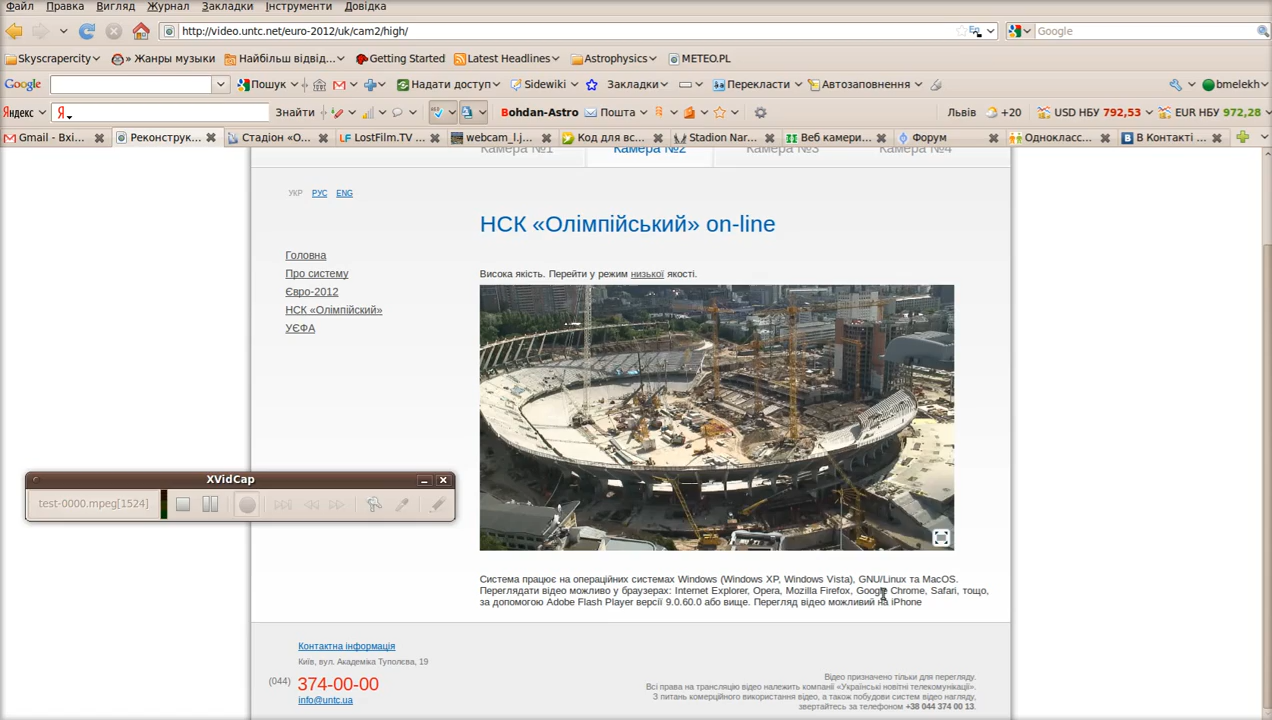 Файл Правка Вигляд Журнал Закладки Інструменти Довідка
http://video.untc.net/euro-2012/uk/cam2/high/
Google
Skyscrapercity
» Жанры музыки
Найбільш відвід...
Getting Started
Latest Headlines
Astrophysics
METEO.PL
Google
Пошук
Надати доступ
Sidewiki
Закладки
Перекласти
Автозаповнення
bmelekh
Яндекс
Я
Знайти
Bohdan-Astro
Пошта
Львів
+20
USD НБУ 792,53
EUR НБУ 972,28
Gmail - Вхі...
Реконструк...
Стадіон «О...
LostFilm.TV ...
webcam_l.j...
Код для вс...
Stadion Nar...
Веб камери...
Форум
Однокласс...
В Контакті ...
Камера №1 Камера №2 Камера №3 Камера №4
УКР РУС ENG
НСК «Олімпійський» on-line
Головна
Про систему
Євро-2012
НСК «Олімпійский»
УЄФА
Висока якість. Перейти у режим низької якості.
XVidCap
test-0000.mpeg[1524]
Система працює на операційних системах Windows (Windows XP, Windows Vista), GNU/Linux та MacOS.
Переглядати відео можливо у браузерах: Internet Explorer, Opera, Mozilla Firefox, Google Chrome, Safari, тощо,
за допомогою Adobe Flash Player версії 9.0.60.0 або вище. Перегляд відео можливий на iPhone
Контактна інформація
Київ, вул. Академіка Туполєва, 19
(044) 374-00-00
info@untc.ua
Відео призначено тільки для перегляду.
Всі права на трансляцію відео належить компанії «Українські новітні телекомунікації».
З питань комерційного використання відео, а також побудови систем відео нагляду,
звертайтесь за телефоном +38 044 374 00 13.